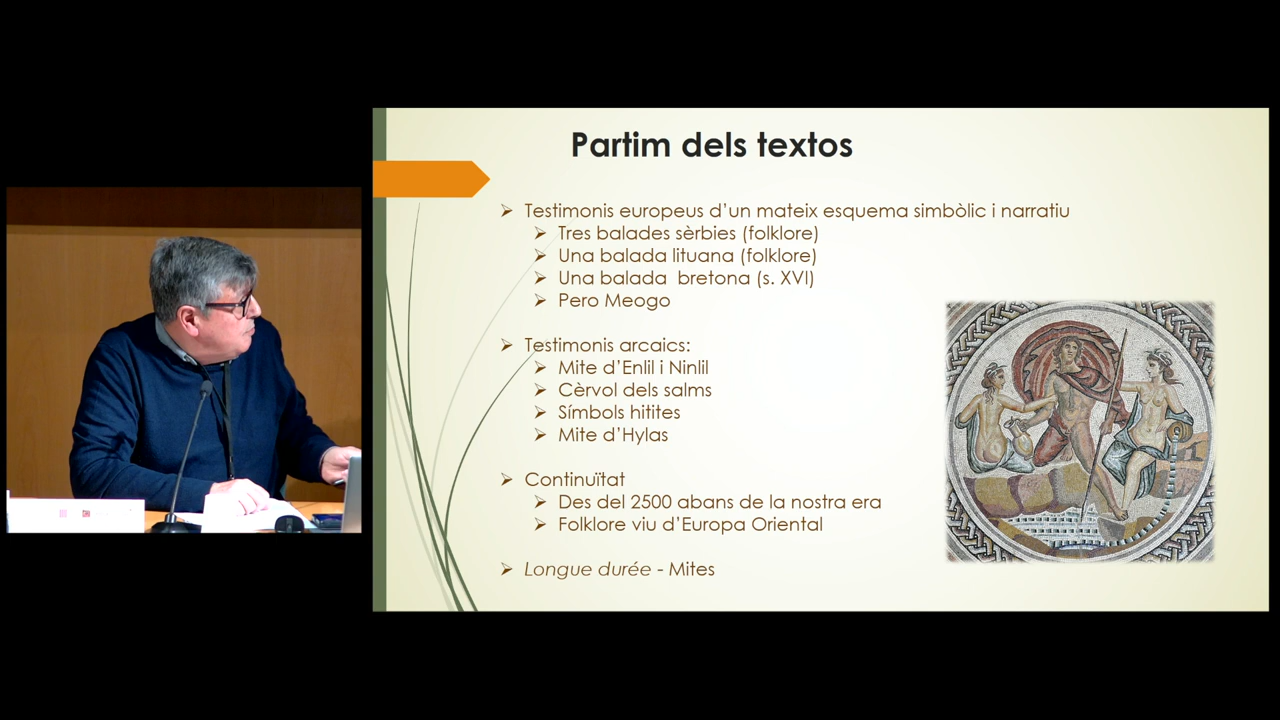 Partim dels textos
Testimonis europeus d'un mateix esquema simbòlic i narratiu
Tres balades sèrbies (folklore)
Una balada lituana (folklore)
Una balada bretona (s. XVI)
Pero Meogo
Testimonis arcaics:
Mite d'Enlil i Ninlil
Cèrvol dels salms
Símbols hitites
Mite d'Hylas
Continuïtat
Des del 2500 abans de la nostra era
Folklore viu d'Europa Oriental
Longue durée - Mites